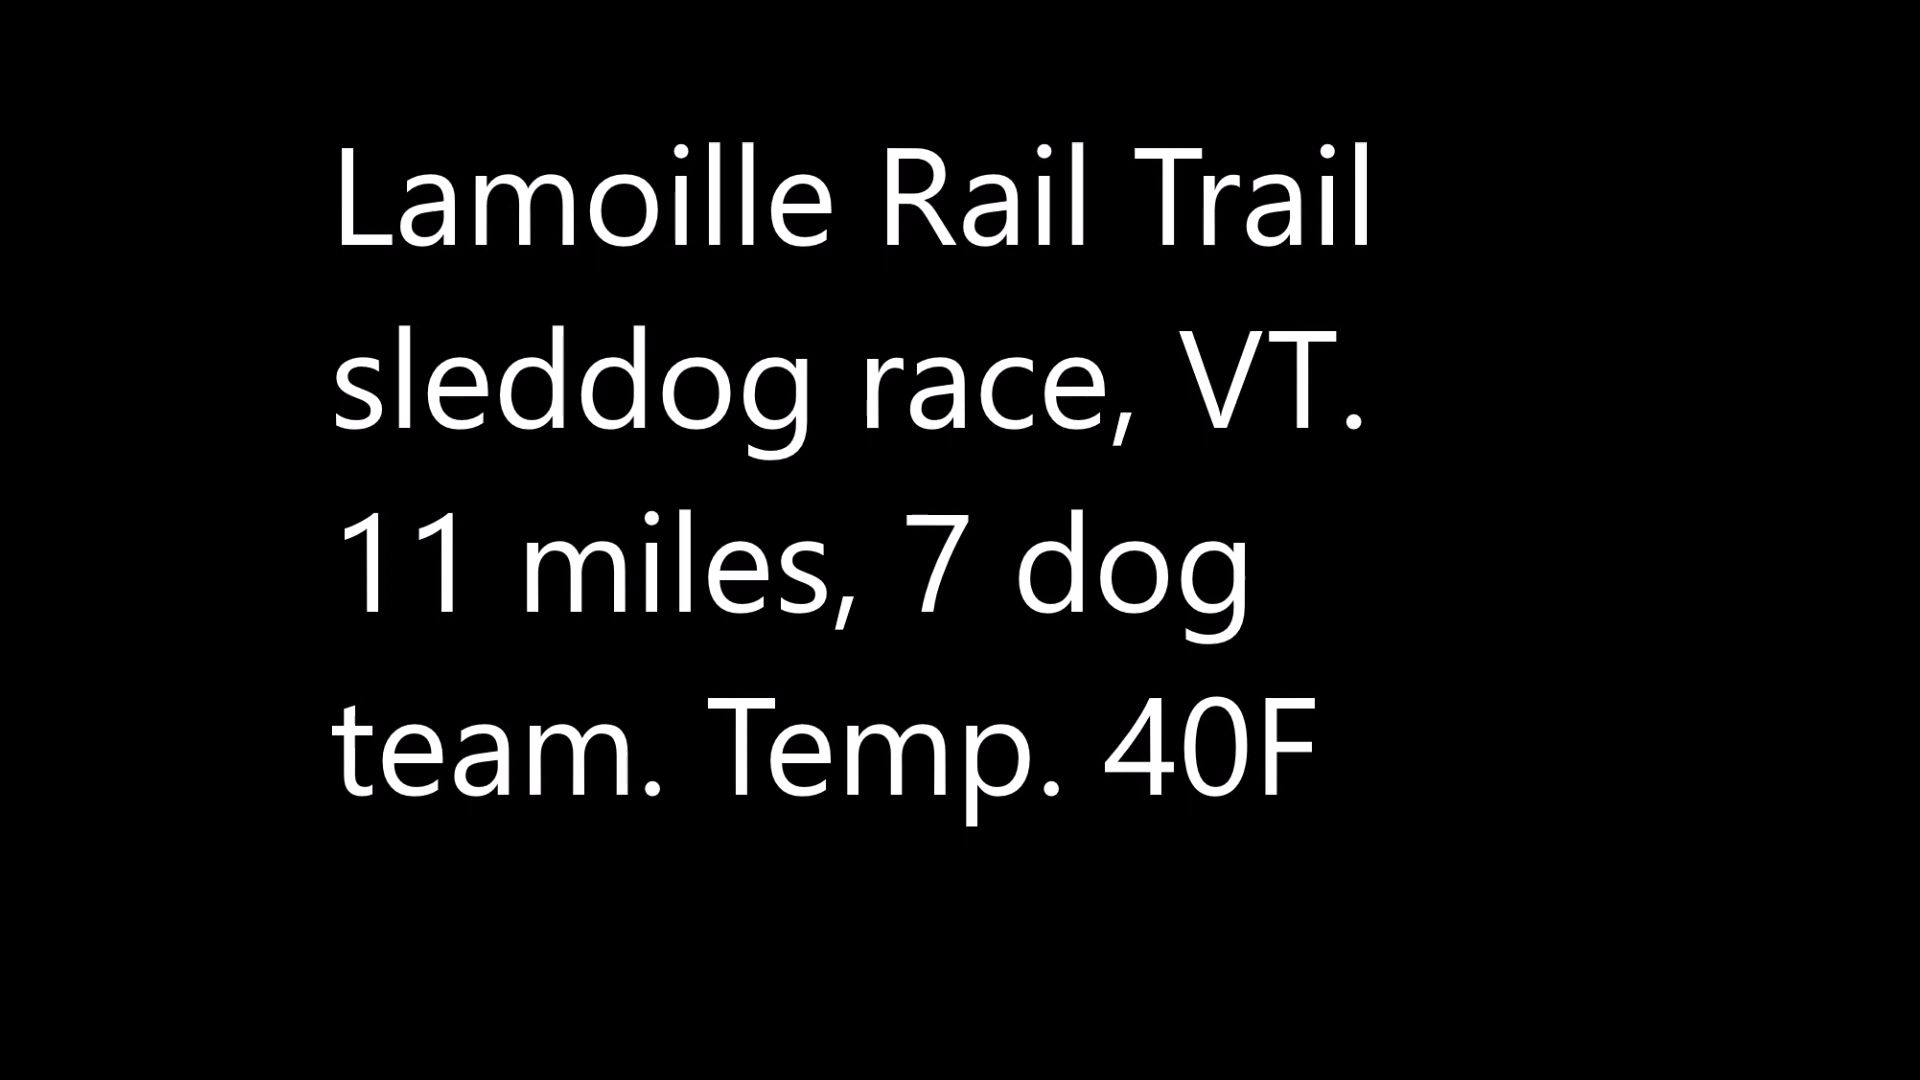 Lamoille Rail Trail
sleddog race, VT.
11 miles, 7 dog
team. Temp. 40F